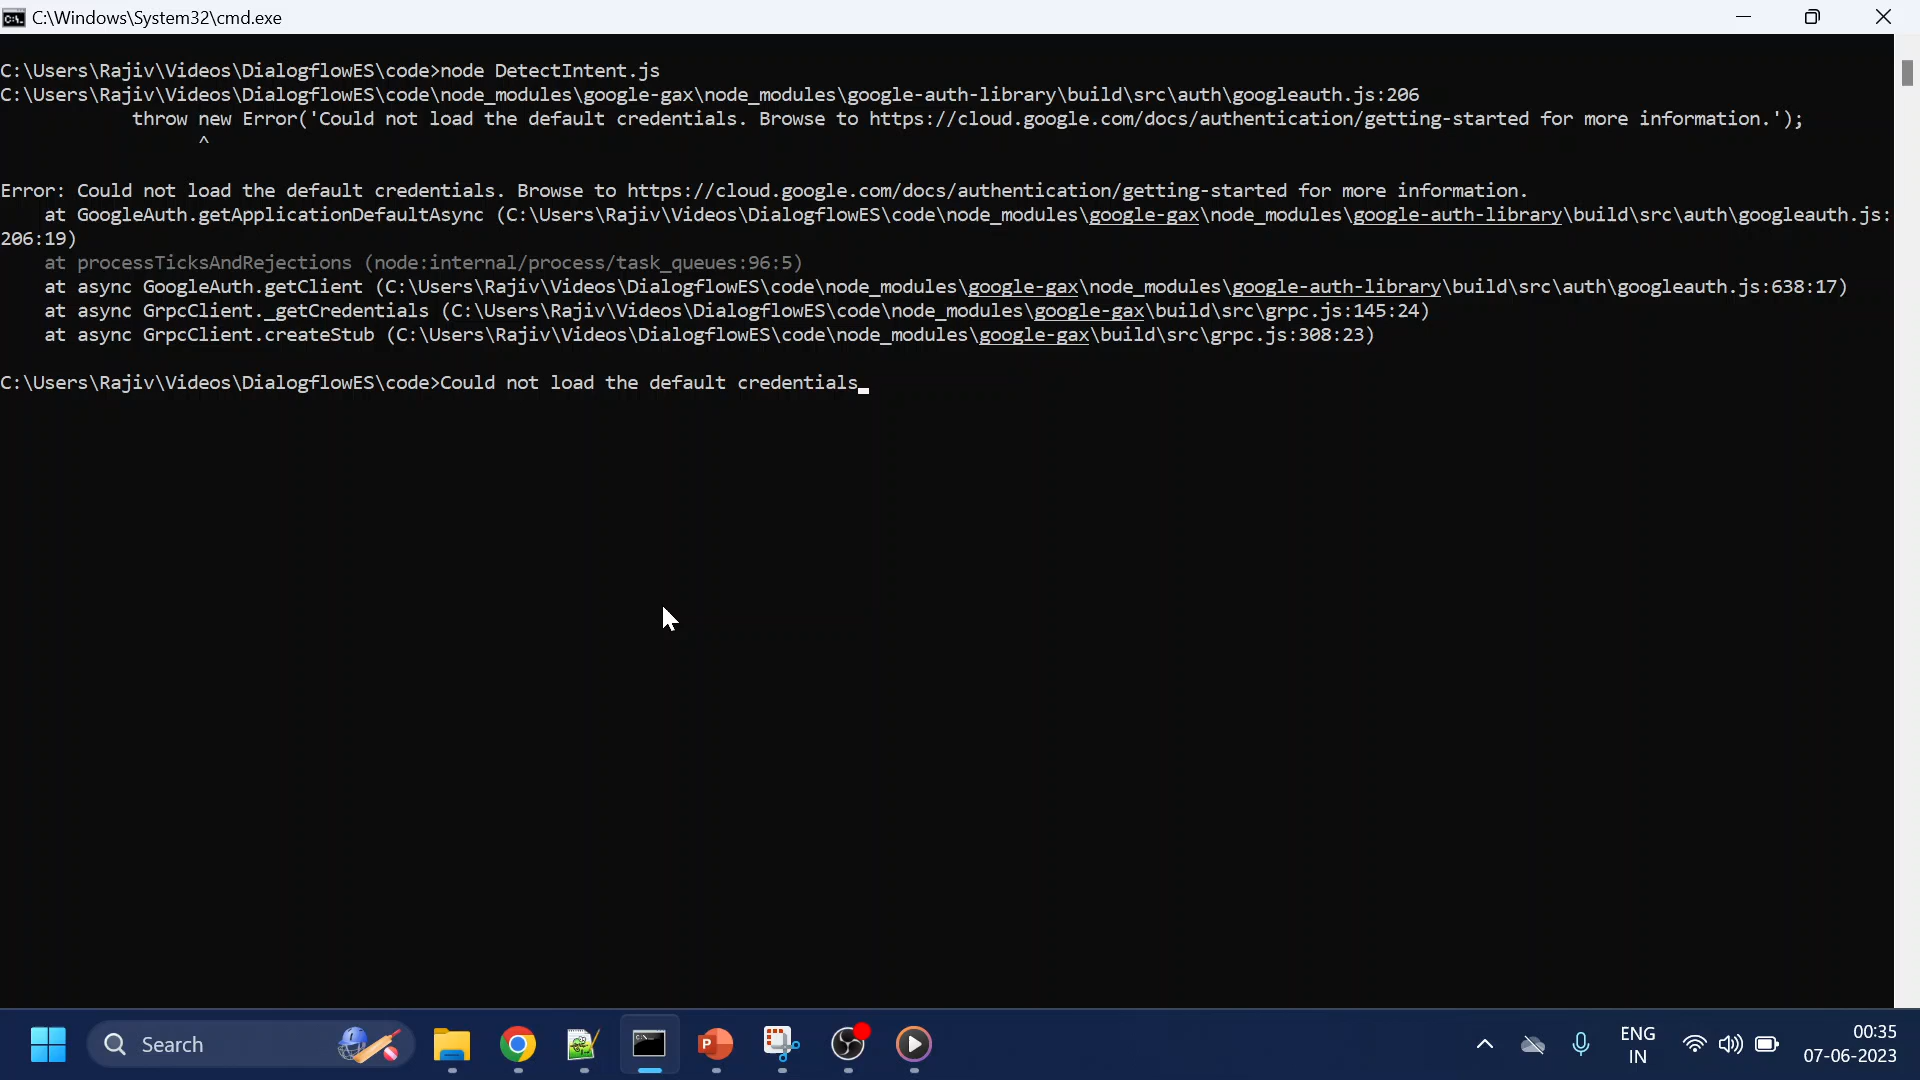 C:\Windows\System32\cmd.exe
C:\Users\Rajiv\Videos\DialogflowES\code>node DetectIntent.js
C:\Users\Rajiv\Videos\DialogflowES\code\node_modules\google-gax\node_modules\google-auth-library\build\src\auth\googleauth.js:206
throw new Error('Could not load the default credentials. Browse to https://cloud.google.com/docs/authentication/getting-started for more information.');
^
Error: Could not load the default credentials. Browse to https://cloud.google.com/docs/authentication/getting-started for more information.
at GoogleAuth.getApplicationDefaultAsync (C:\Users\Rajiv\Videos\DialogflowES\code\node_modules\google-gax\node_modules\google-auth-library\build\src\auth\googleauth.js:
206:19)
at processTicksAndRejections (node:internal/process/task_queues:96:5)
at async GoogleAuth.getClient (C:\Users\Rajiv\Videos\DialogflowES\code\node_modules\google-gax\node_modules\google-auth-library\build\src\auth\googleauth.js:638:17)
at async GrpcClient._getCredentials (C:\Users\Rajiv\Videos\DialogflowES\code\node_modules\google-gax\build\src\grpc.js:145:24)
at async GrpcClient.createStub (C:\Users\Rajiv\Videos\DialogflowES\code\node_modules\google-gax\build\src\grpc.js:308:23)
C:\Users\Rajiv\Videos\DialogflowES\code>Could not load the default credentials_
Search
ENG
IN
00:35
07-06-2023